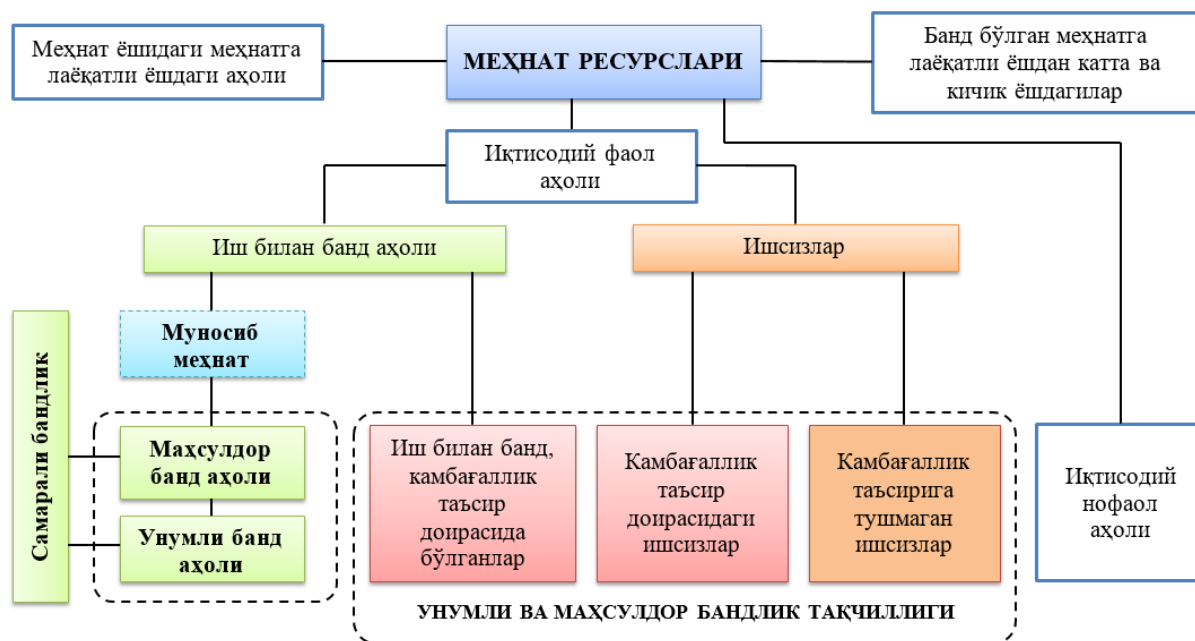 Меҳнат ёшидаги меҳнатга
лаёқатли ёшдаги аҳоли
МЕҲНАТ РЕСУРСЛАРИ
Банд бўлган меҳнатга
лаёқатли ёшдан катта ва
кичик ёшдагилар
Иқтисодий фаол
аҳоли
Иш билан банд аҳоли
Ишсизлар
Самарали бандлик
Муносиб
меҳнат
Маҳсулдор
банд аҳоли
Унумли банд
аҳоли
Иш билан банд,
камбағаллик
таъсир
доирасида
бўлганлар
Камбағаллик
таъсир
доирасидаги
ишсизлар
Камбағаллик
таъсирига
тушмаган
ишсизлар
Иқтисодий
нофаол
аҳоли
УНУМЛИ ВА МАҲСУЛДОР БАНДЛИК ТАҚЧИЛЛИГИ